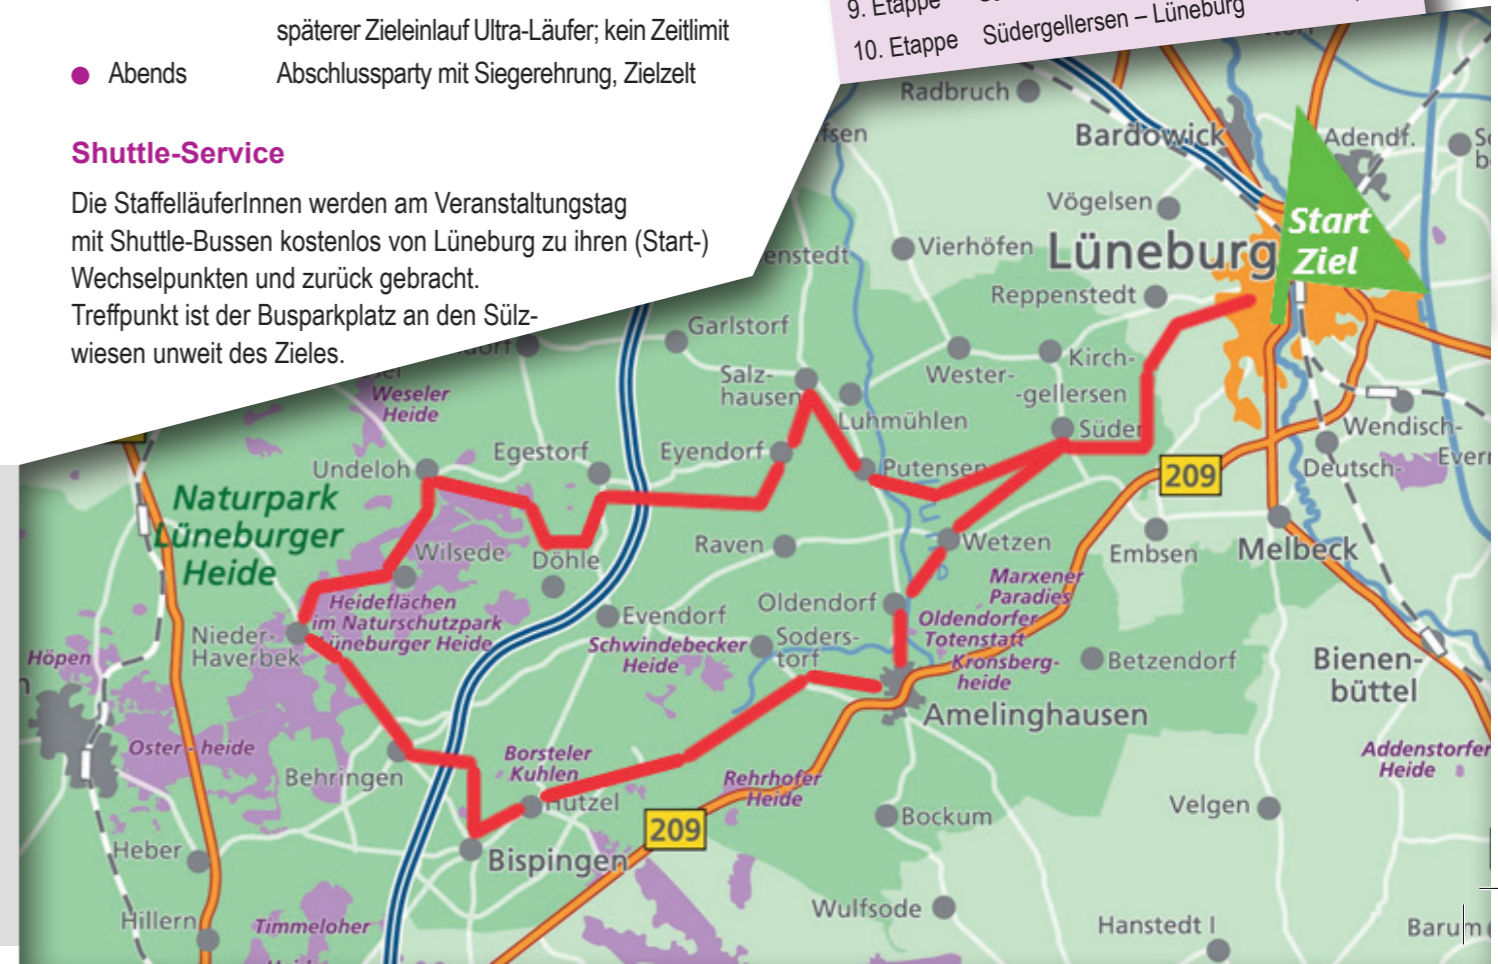 späterer Zieleinlauf Ultra-Läufer; kein Zeitlimit
Abends Abschlussparty mit Siegerehrung, Zielzelt
Shuttle-Service
Die StaffelläuferInnen werden am Veranstaltungstag
mit Shuttle-Bussen kostenlos von Lüneburg zu ihren (Start-)
Wechselpunkten und zurück gebracht.
Treffpunkt ist der Busparkplatz an den Sülz-
wiesen unweit des Zieles.
9. Etappe
10. Etappe Südergellersen – Lüneburg
Radbruch
Bardowick
Adendf.
Vögelsen
Vierhöfen
Lüneburg
Start
Ziel
Reppenstedt
Garlstorf
Salz-
hausen
Wester-
Kirch-
-gellersen
Süder
Luhmühlen
Weseler
Heide
Undeloh
Egestorf
Eyendorf
Putensen
209
Wendisch-
Deutsch-
Naturpark
Lüneburger
Heide
Wilsede
Döhle
Raven
Wetzen
Embsen
Melbeck
Marxener
Paradies
Heideflächen
im Naturschutzpark
Lüneburger Heide
Nieder-
Haverbek
Höpen
Evendorf
Schwindebecker
Heide
Oldendorf
Soders-
torf
Oldendorfer
Totenstatt
Kronsberg-
heide
Betzendorf
Bienen-
büttel
Amelinghausen
Oster - heide
Behringen
Borsteler
Kuhlen
Hützel
Rehrhofer
Heide
Addenstorfer
Heide
209
Bockum
Velgen
Heber
Bispingen
Hillern
Timmeloher
Wulfsode
Hanstedt I
Barum